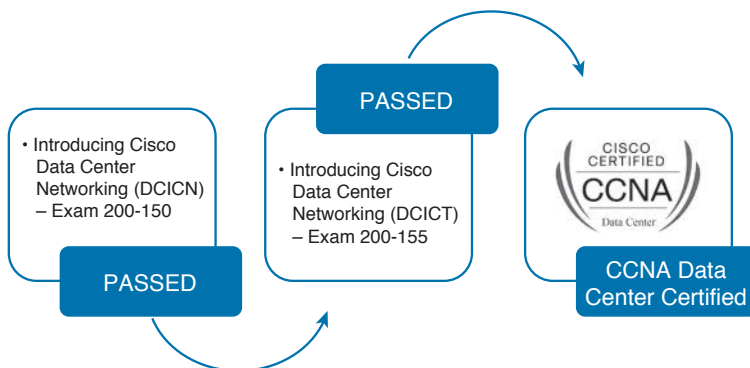 • Introducing Cisco
Data Center
Networking (DCICN)
– Exam 200-150
PASSED
PASSED
• Introducing Cisco
Data Center
Networking (DCICT)
– Exam 200-155
CISCO
CERTIFIED
CCNA
Data Center
CCNA Data
Center Certified